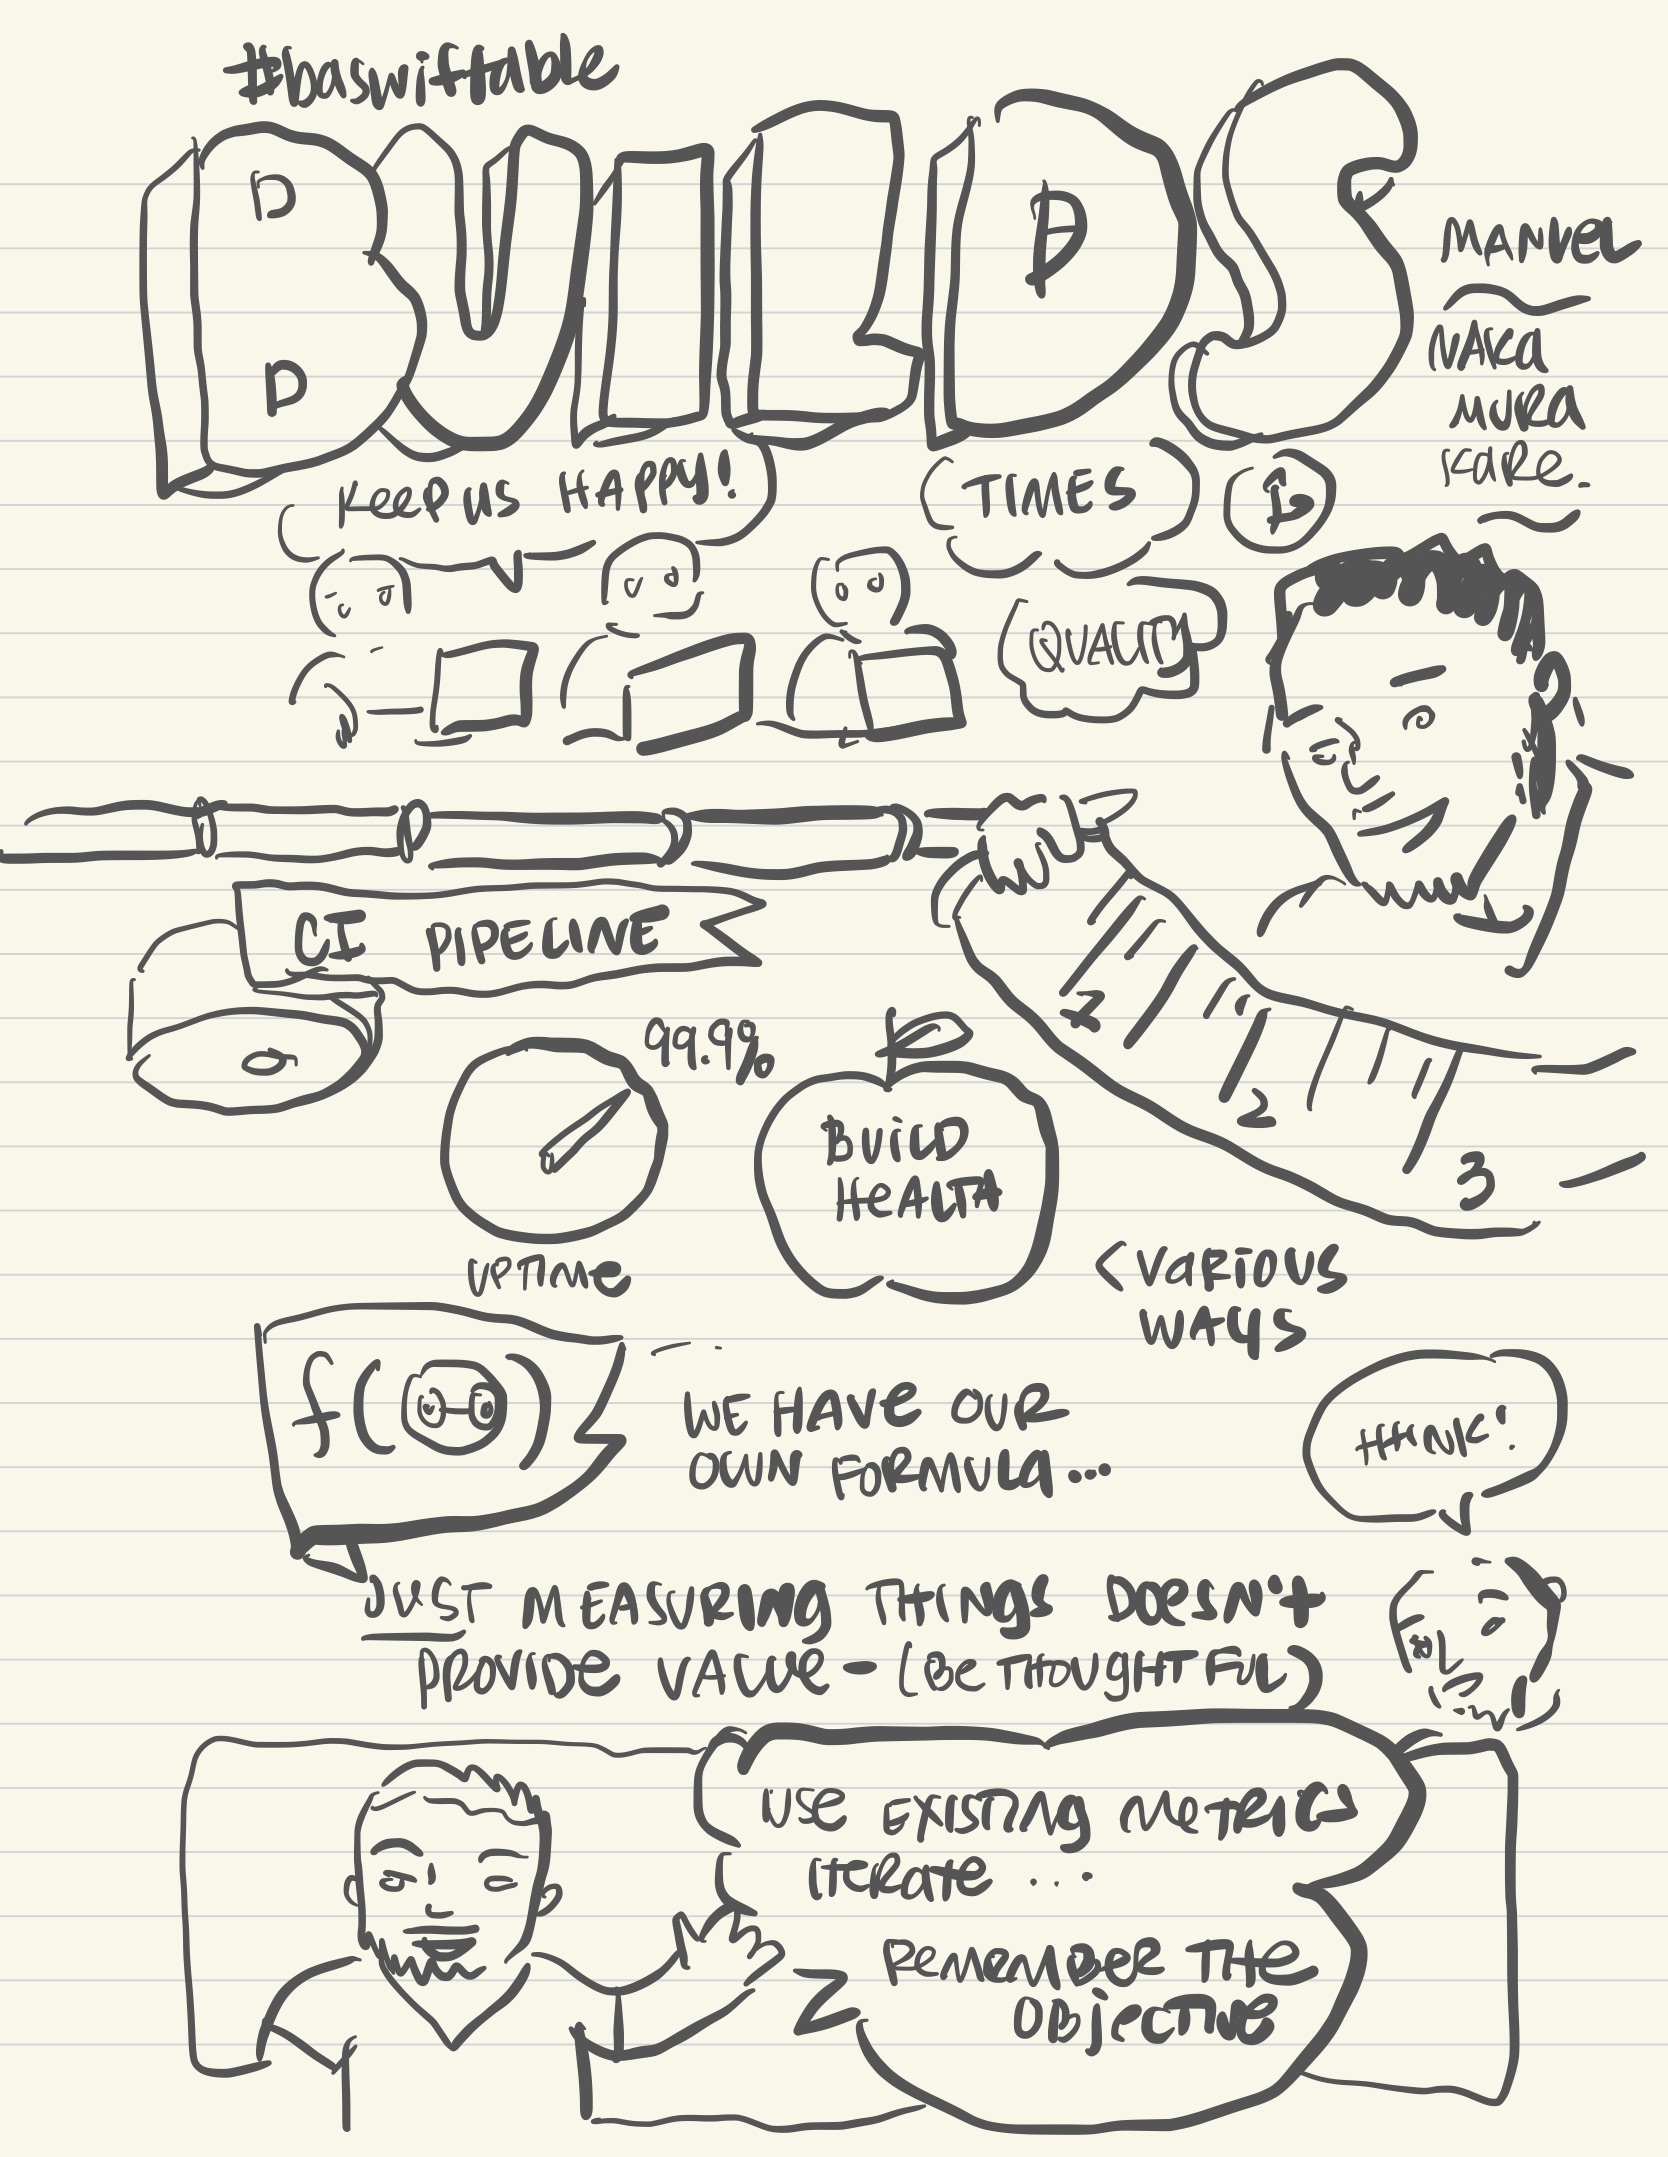 #baswiftable
BUILDS
MANUEL
NAKA
MURA
KARE.
KEEP US HAPPY!
TIMES
QUALITY
CI PIPELINE
1
2
3
99.9%
UPTIME
BUILD
HEALTH
< VARIOUS
WAYS
f( )
WE HAVE OUR
OWN FORMULA...
THINK!
JUST MEASURING THINGS DOESN'T
PROVIDE VALUE - (BE THOUGHTFUL)
USE EXISTING METRICS
ITERATE ...
REMEMBER THE
OBJECTIVE